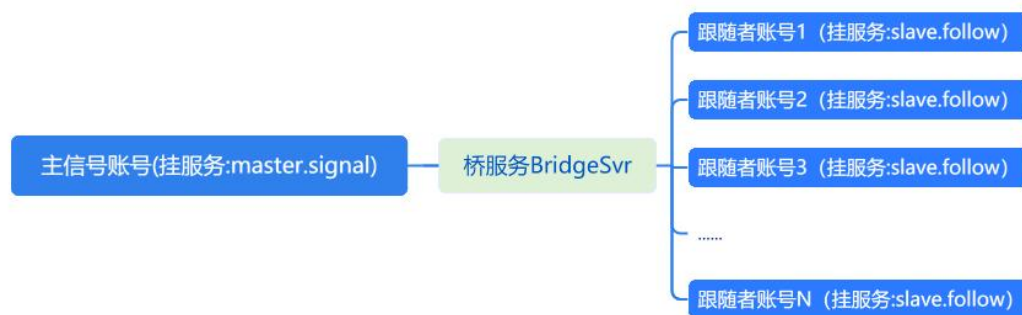 跟随者账号1（挂服务:slave.follow）
跟随者账号2（挂服务:slave.follow）
主信号账号(挂服务:master.signal)
桥服务BridgeSvr
跟随者账号3（挂服务:slave.follow）
......
跟随者账号N（挂服务:slave.follow）